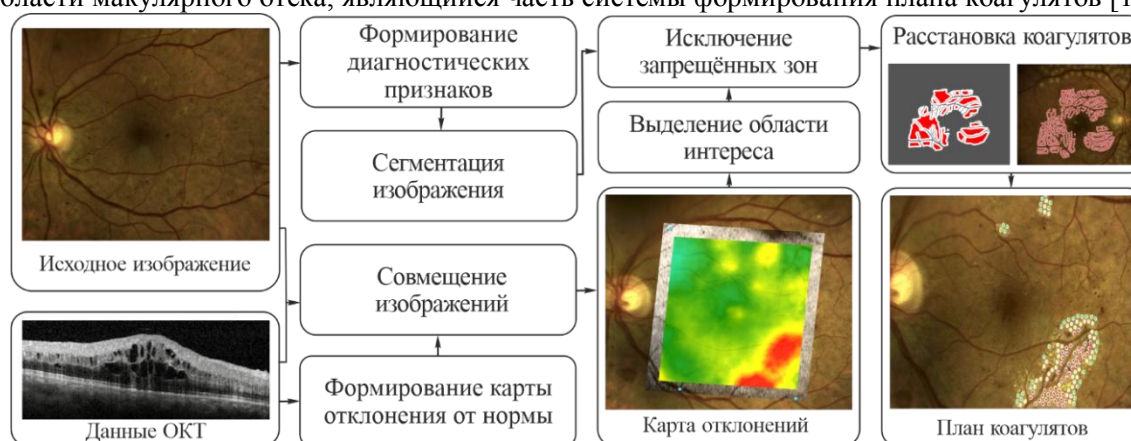 области макулярного отека, являющийся часть системы формирования плана коагулятов [1
Формирование
диагностических
признаков
Исключение
запрещённых зон
Расстановка коагулятов
Сегментация
изображения
Выделение области
интереса
Исходное изображение
Совмещение
изображений
Формирование карты
отклонения от нормы
Данные ОКТ
Карта отклонений
План коагулятов